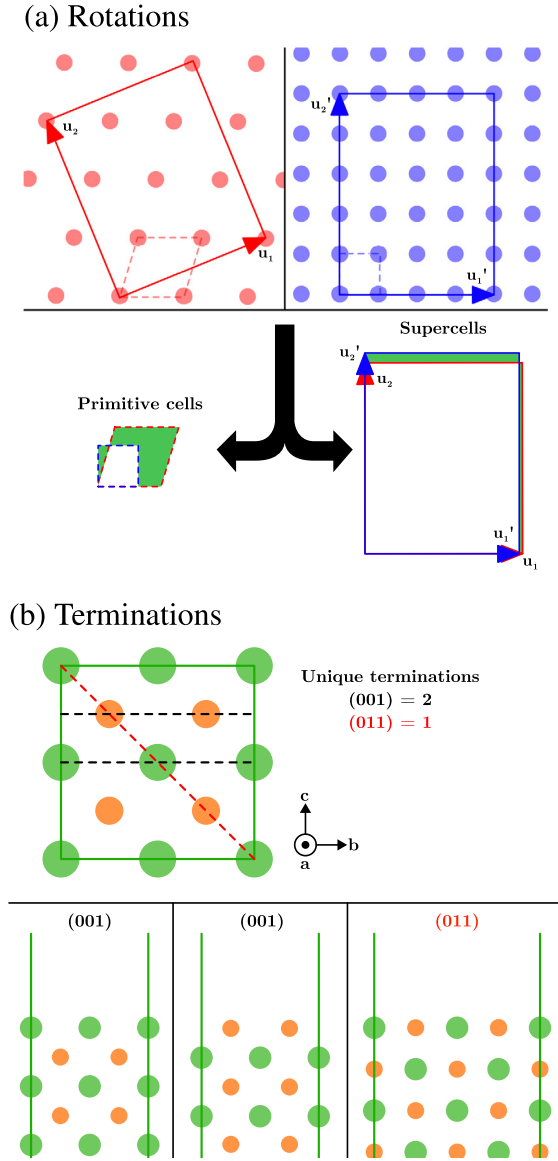 (a) Rotations
u₂
u₁
u₂'
u₁'
Supercells
u₂'
u₂
Primitive cells
u₁'
u₁
(b) Terminations
Unique terminations
(001) = 2
(011) = 1
c
b
a
(001)
(001)
(011)